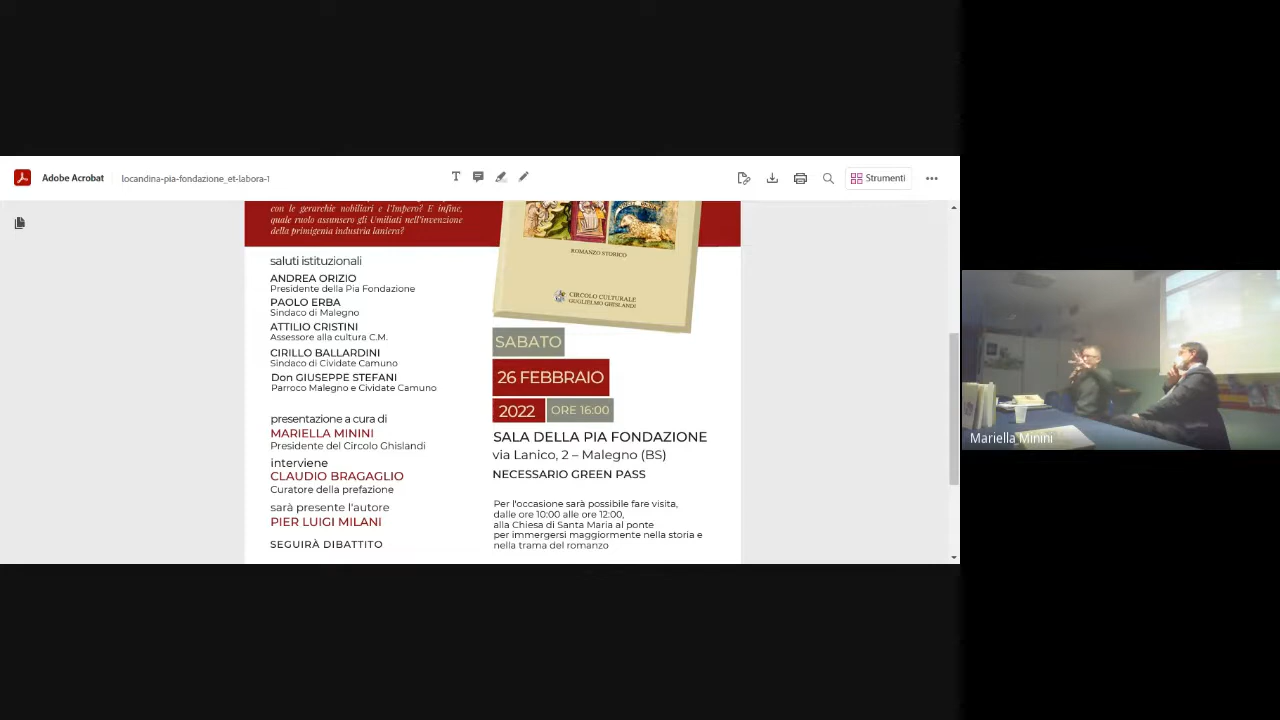 Adobe Acrobat
locandina-pia-fondazione_et-labora-1
Strumenti
con le gerarchie nobiliari e l'Impero? E infine,
quale ruolo assunsero gli Umiliati nell'invenzione
della primigenia industria laniera?
ROMANZO STORICO
CIRCOLO CULTURALE
GUGLIELMO GHISLANDI
saluti istituzionali
ANDREA ORIZIO
Presidente della Pia Fondazione
PAOLO ERBA
Sindaco di Malegno
ATTILIO CRISTINI
Assessore alla cultura C.M.
CIRILLO BALLARDINI
Sindaco di Cividate Camuno
Don GIUSEPPE STEFANI
Parroco Malegno e Cividate Camuno
presentazione a cura di
MARIELLA MININI
Presidente del Circolo Ghislandi
interviene
CLAUDIO BRAGAGLIO
Curatore della prefazione
sarà presente l'autore
PIER LUIGI MILANI
SEGUIRÀ DIBATTITO
SABATO
26 FEBBRAIO
2022 ORE 16:00
SALA DELLA PIA FONDAZIONE
via Lanico, 2 – Malegno (BS)
NECESSARIO GREEN PASS
Per l'occasione sarà possibile fare visita,
dalle ore 10:00 alle ore 12:00,
alla Chiesa di Santa Maria al ponte
per immergersi maggiormente nella storia e
nella trama del romanzo
Mariella Minini